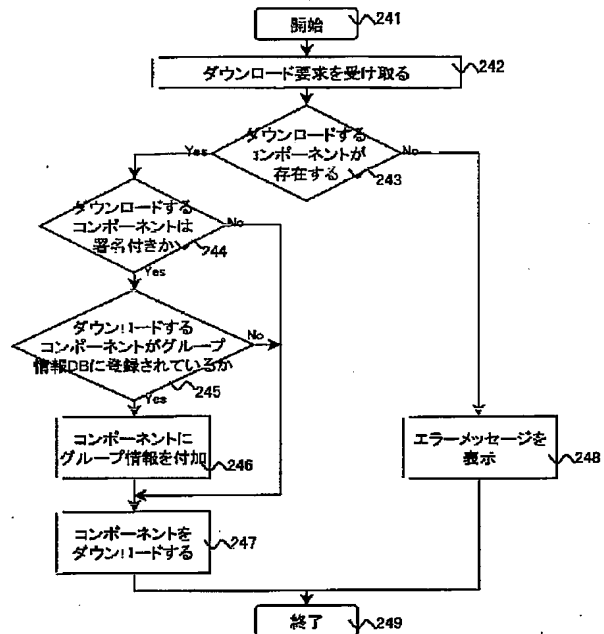 開始
241
ダウンロード要求を受け取る
242
ダウンロードする
コンポーネントが
存在する
243
Yes
No
ダウンロードする
コンポーネントは
署名付きか
244
No
Yes
ダウンロードする
コンポーネントがグループ
情報DBに登録されているか
245
No
Yes
コンポーネントに
グループ情報を付加
246
エラーメッセージを
表示
248
コンポーネントを
ダウンロードする
247
終了
249